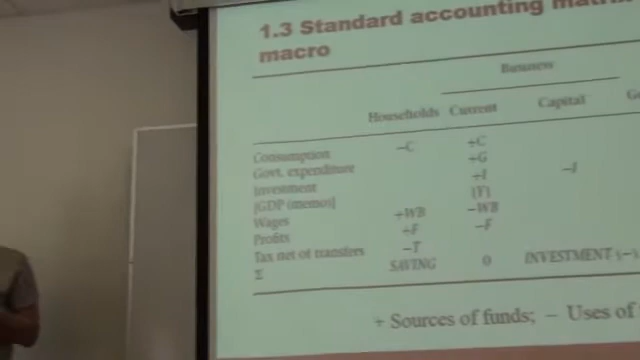 1.3 Standard accounting matrix
macro
Business
Households Current Capital
Consumption −C +C
Govt. expenditure +G
Investment +I −I
[GDP (memo)] [Y]
Wages +WB −WB
Profits +F −F
Tax net of transfers −T
Σ SAVING 0 INVESTMENT (−)
+ Sources of funds; − Uses of